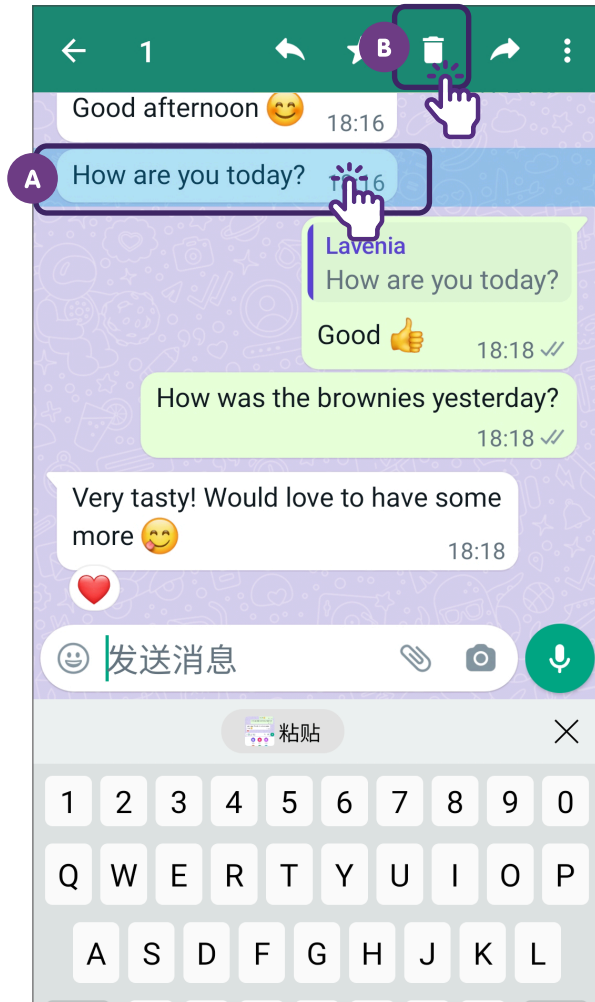 1
B
Good afternoon 😊
18:16
A
How are you today?
18:16
Lavenia
How are you today?
Good 👍
18:18
How was the brownies yesterday?
18:18
Very tasty! Would love to have some
more 😋
18:18
发送消息
粘贴
1 2 3 4 5 6 7 8 9 0
Q W E R T Y U I O P
A S D F G H J K L